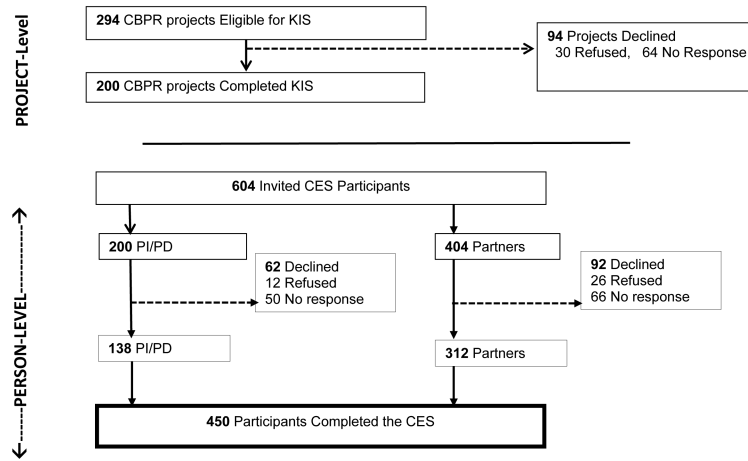 PROJECT-Level
294 CBPR projects Eligible for KIS
94 Projects Declined
30 Refused, 64 No Response
200 CBPR projects Completed KIS
PERSON-LEVEL
604 Invited CES Participants
200 PI/PD
404 Partners
62 Declined
12 Refused
50 No response
92 Declined
26 Refused
66 No response
138 PI/PD
312 Partners
450 Participants Completed the CES